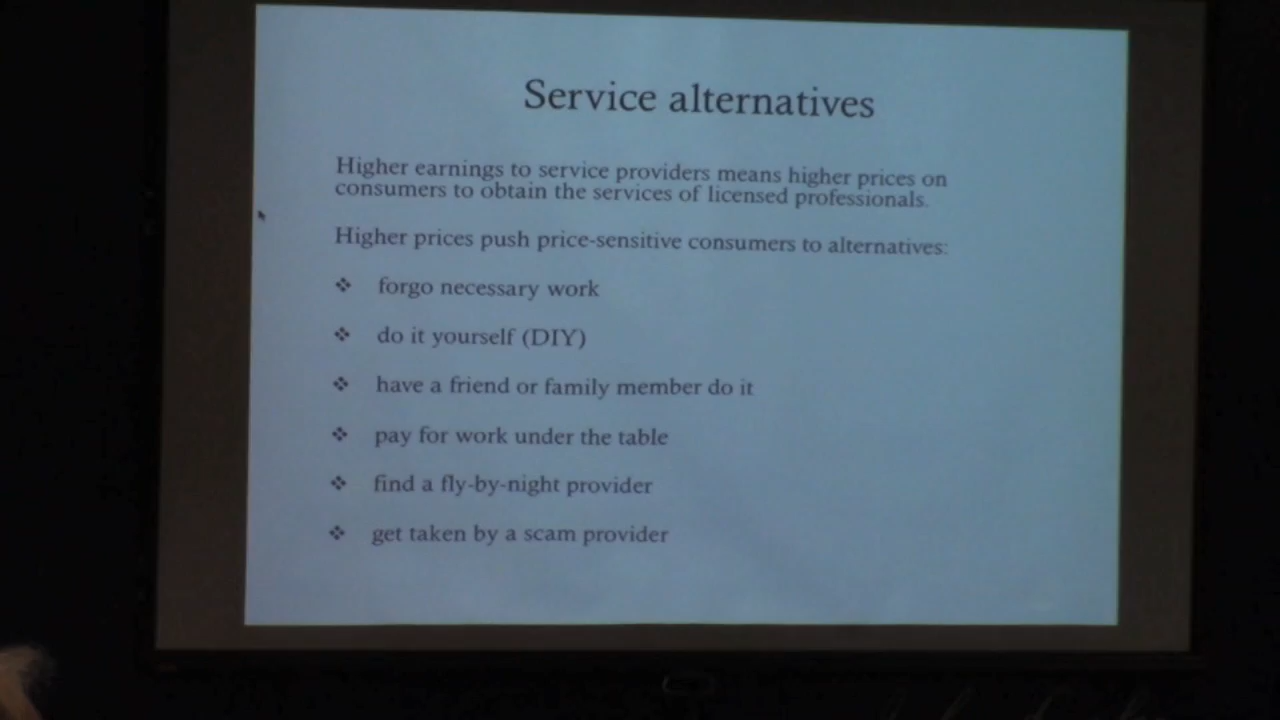 Service alternatives
Higher earnings to service providers means higher prices on
consumers to obtain the services of licensed professionals.
Higher prices push price-sensitive consumers to alternatives:
❖ forgo necessary work
❖ do it yourself (DIY)
❖ have a friend or family member do it
❖ pay for work under the table
❖ find a fly-by-night provider
❖ get taken by a scam provider